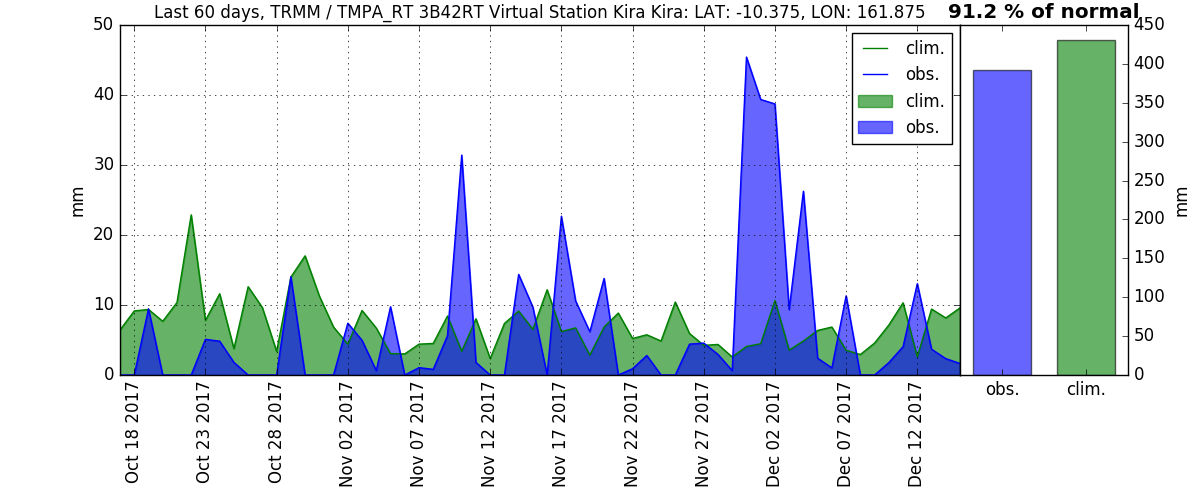 Last 60 days, TRMM / TMPA_RT 3B42RT Virtual Station Kira Kira: LAT: -10.375, LON: 161.875
91.2 % of normal
50
40
30
20
10
0
mm
clim.
obs.
clim.
obs.
450
400
350
300
250
200
150
100
50
0
mm
obs.
clim.
Oct 18 2017
Oct 23 2017
Oct 28 2017
Nov 02 2017
Nov 07 2017
Nov 12 2017
Nov 17 2017
Nov 22 2017
Nov 27 2017
Dec 02 2017
Dec 07 2017
Dec 12 2017